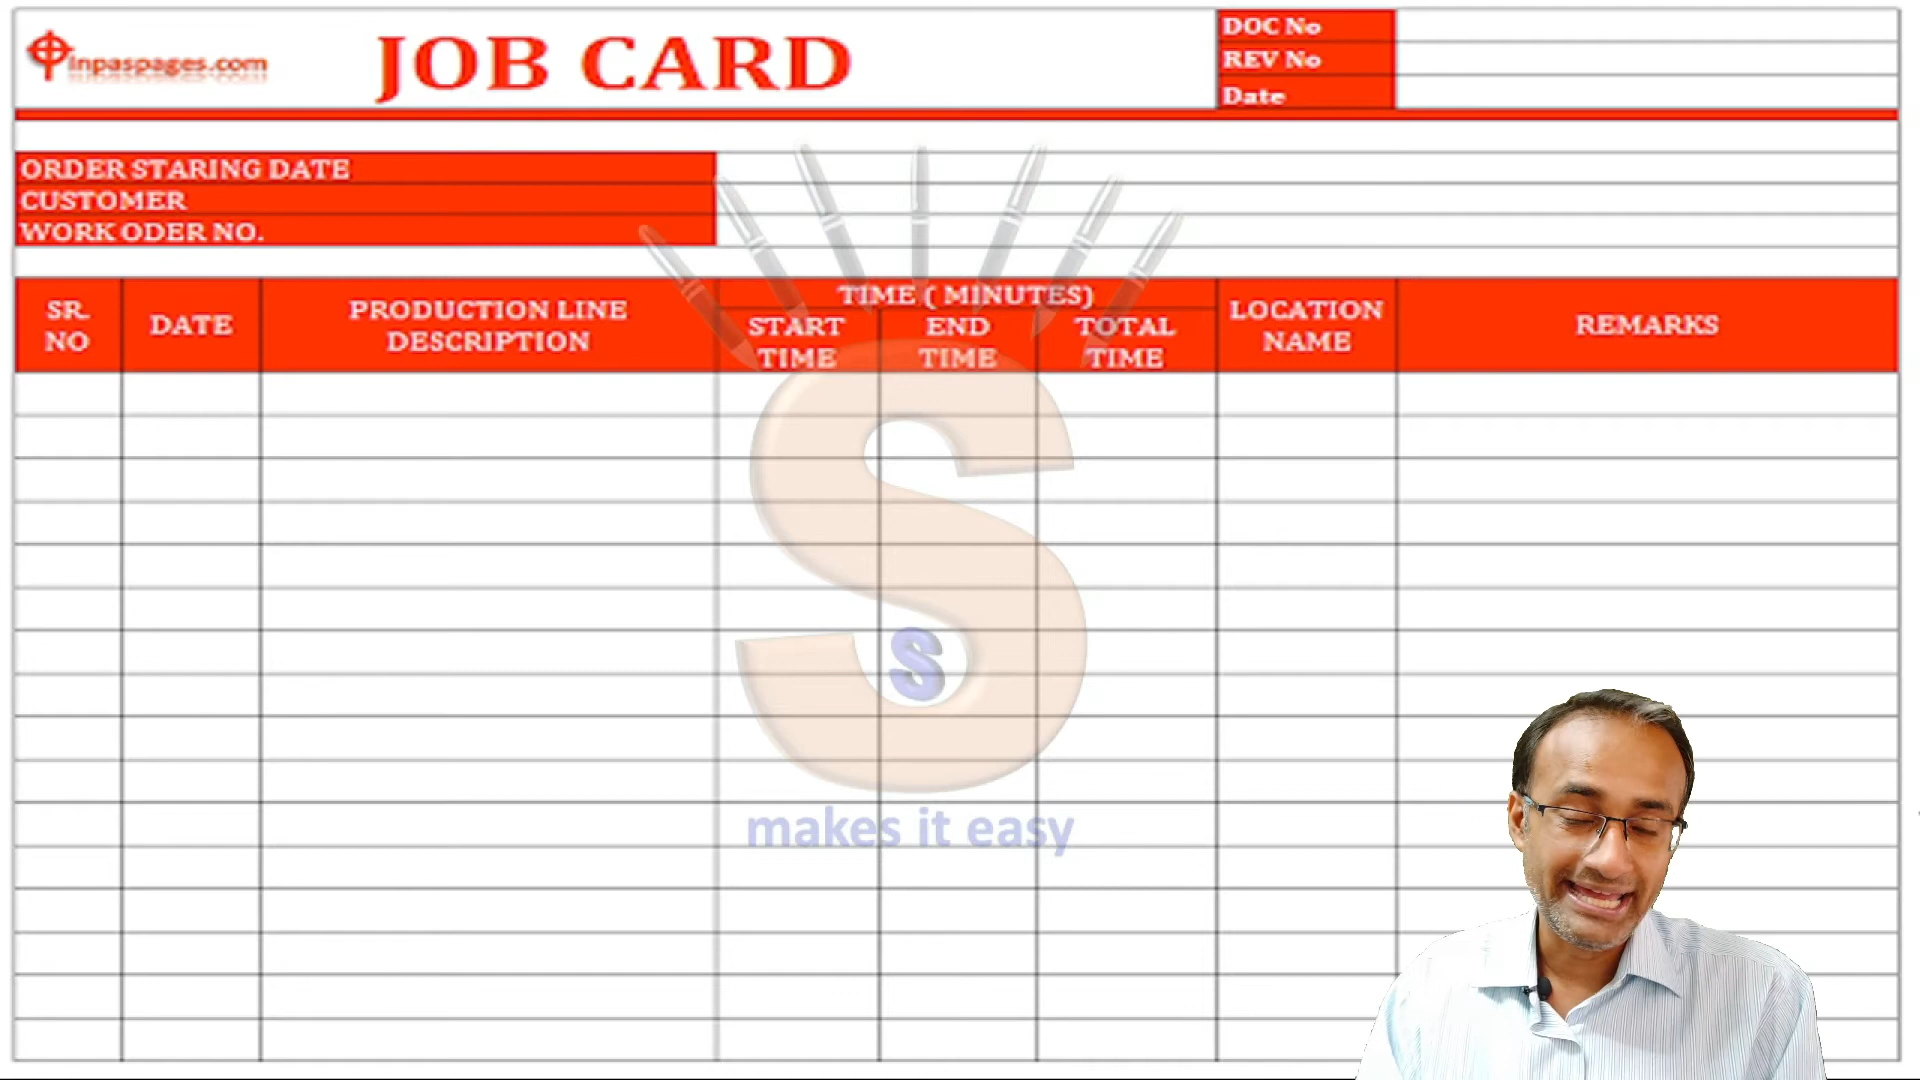 inpaspages.com
JOB CARD
DOC No
REV No
Date
ORDER STARING DATE
CUSTOMER
WORK ODER NO.
SR. NO
DATE
PRODUCTION LINE DESCRIPTION
TIME ( MINUTES)
START TIME
END TIME
TOTAL TIME
LOCATION NAME
REMARKS
S
S
makes it easy